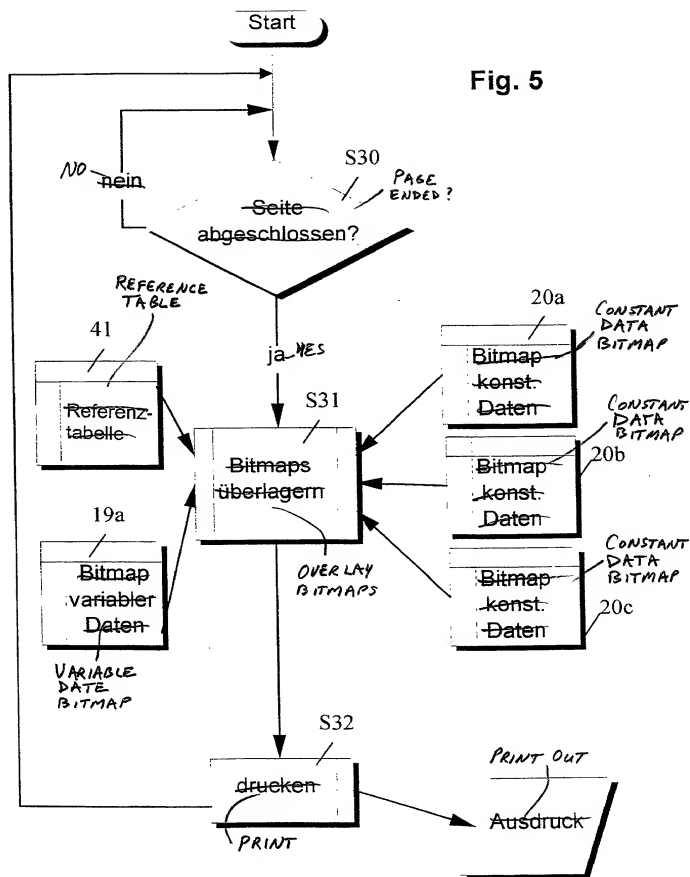 Start
Fig. 5
S30
NO nein
PAGE
ENDED?
Seite
abgeschlossen?
REFERENCE
TABLE
41
ja YES
20a
CONSTANT
DATA
BITMAP
Bitmap
konst.
Daten
Referenz-
tabelle
S31
Bitmaps
überlagern
CONSTANT
DATA
BITMAP
Bitmap
konst.
Daten
20b
19a
Bitmap
variabler
Daten
OVERLAY
BITMAPS
CONSTANT
DATA
BITMAP
Bitmap
konst.
Daten
20c
VARIABLE
DATE
BITMAP
S32
drucken
PRINT
PRINT OUT
Ausdruck